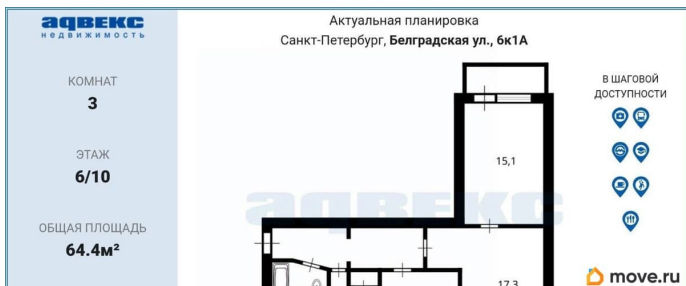 адвекс
недвижимость
КОМНАТ
3
ЭТАЖ
6/10
ОБЩАЯ ПЛОЩАДЬ
64.4м²
Актуальная планировка
Санкт-Петербург, Белградская ул., 6к1А
15,1
адвекс
17,3
В ШАГОВОЙ
ДОСТУПНОСТИ
move.ru